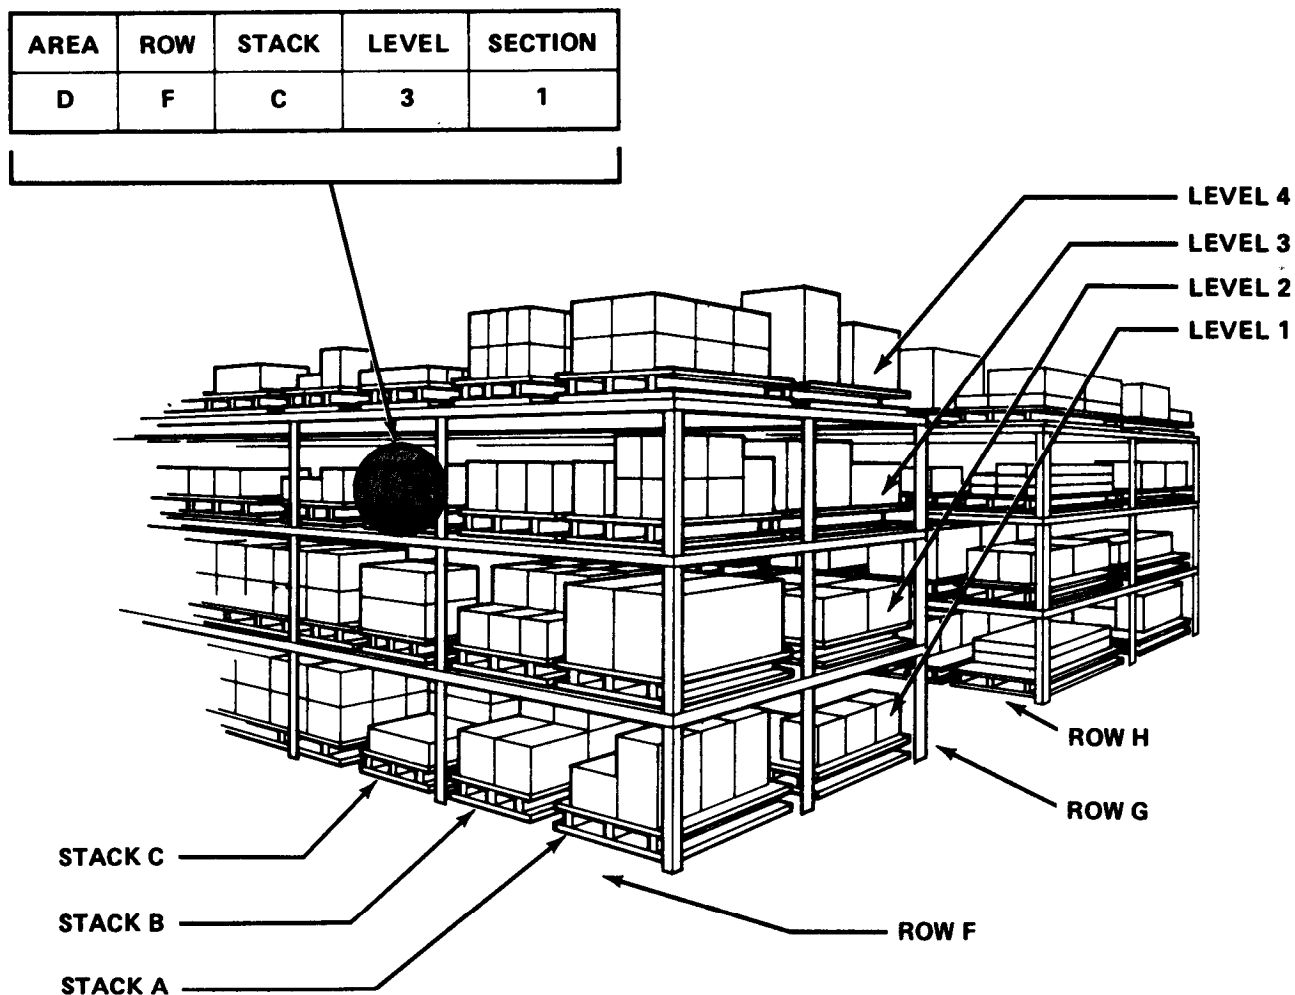 AREA ROW STACK LEVEL SECTION
D F C 3 1
LEVEL 4
LEVEL 3
LEVEL 2
LEVEL 1
ROW H
ROW G
STACK C
STACK B
ROW F
STACK A